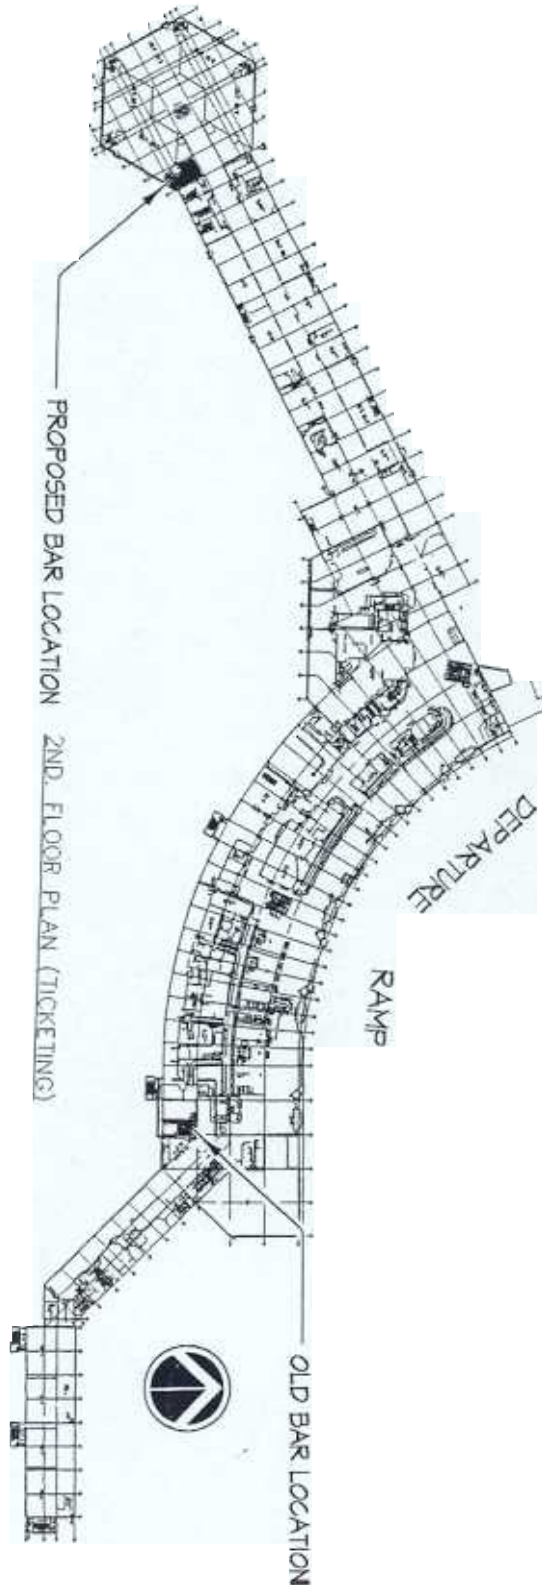 PROPOSED BAR LOCATION
2ND. FLOOR PLAN (TICKETING)
DEPARTURE
RAMP
OLD BAR LOCATION